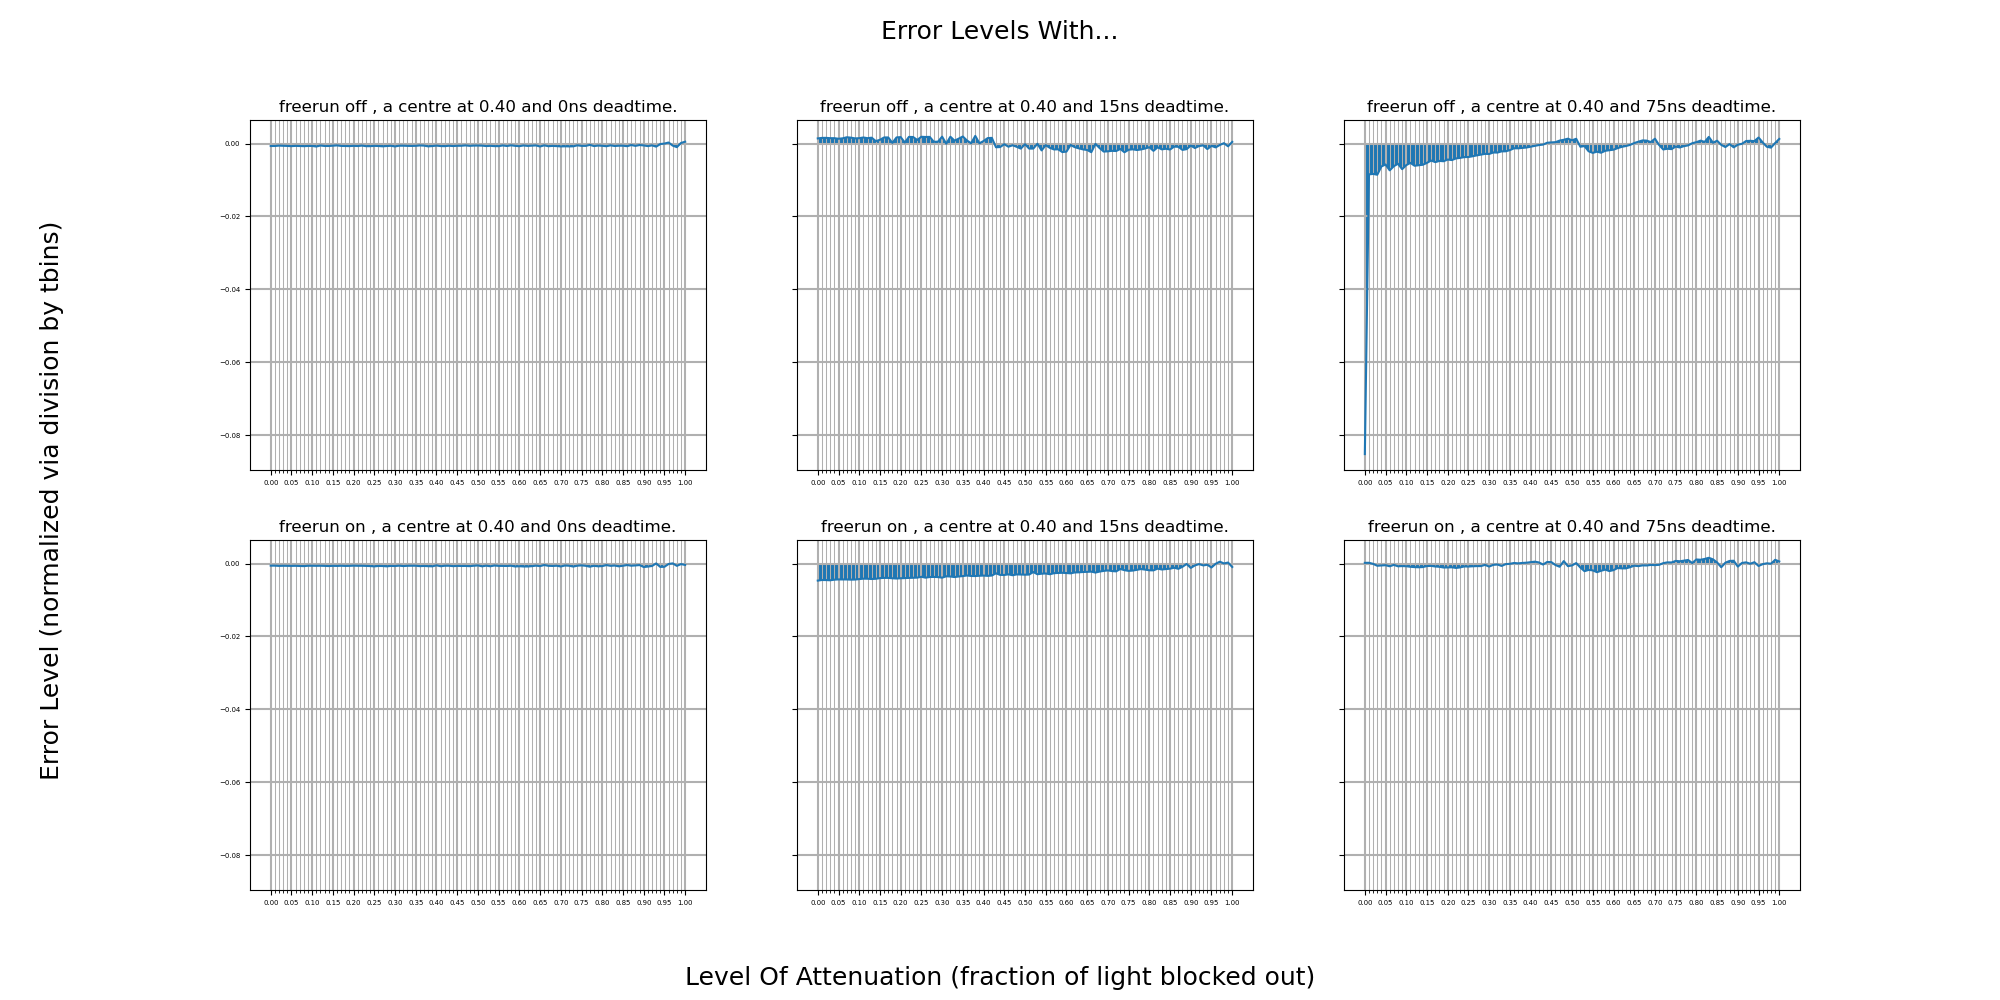 Error Levels With...
freerun off , a centre at 0.40 and 0ns deadtime.
freerun off , a centre at 0.40 and 15ns deadtime.
freerun off , a centre at 0.40 and 75ns deadtime.
0.00
−0.02
−0.04
−0.06
−0.08
0.00 0.05 0.10 0.15 0.20 0.25 0.30 0.35 0.40 0.45 0.50 0.55 0.60 0.65 0.70 0.75 0.80 0.85 0.90 0.95 1.00
0.00 0.05 0.10 0.15 0.20 0.25 0.30 0.35 0.40 0.45 0.50 0.55 0.60 0.65 0.70 0.75 0.80 0.85 0.90 0.95 1.00
0.00 0.05 0.10 0.15 0.20 0.25 0.30 0.35 0.40 0.45 0.50 0.55 0.60 0.65 0.70 0.75 0.80 0.85 0.90 0.95 1.00
Error Level (normalized via division by tbins)
freerun on , a centre at 0.40 and 0ns deadtime.
freerun on , a centre at 0.40 and 15ns deadtime.
freerun on , a centre at 0.40 and 75ns deadtime.
0.00
−0.02
−0.04
−0.06
−0.08
0.00 0.05 0.10 0.15 0.20 0.25 0.30 0.35 0.40 0.45 0.50 0.55 0.60 0.65 0.70 0.75 0.80 0.85 0.90 0.95 1.00
0.00 0.05 0.10 0.15 0.20 0.25 0.30 0.35 0.40 0.45 0.50 0.55 0.60 0.65 0.70 0.75 0.80 0.85 0.90 0.95 1.00
0.00 0.05 0.10 0.15 0.20 0.25 0.30 0.35 0.40 0.45 0.50 0.55 0.60 0.65 0.70 0.75 0.80 0.85 0.90 0.95 1.00
Level Of Attenuation (fraction of light blocked out)